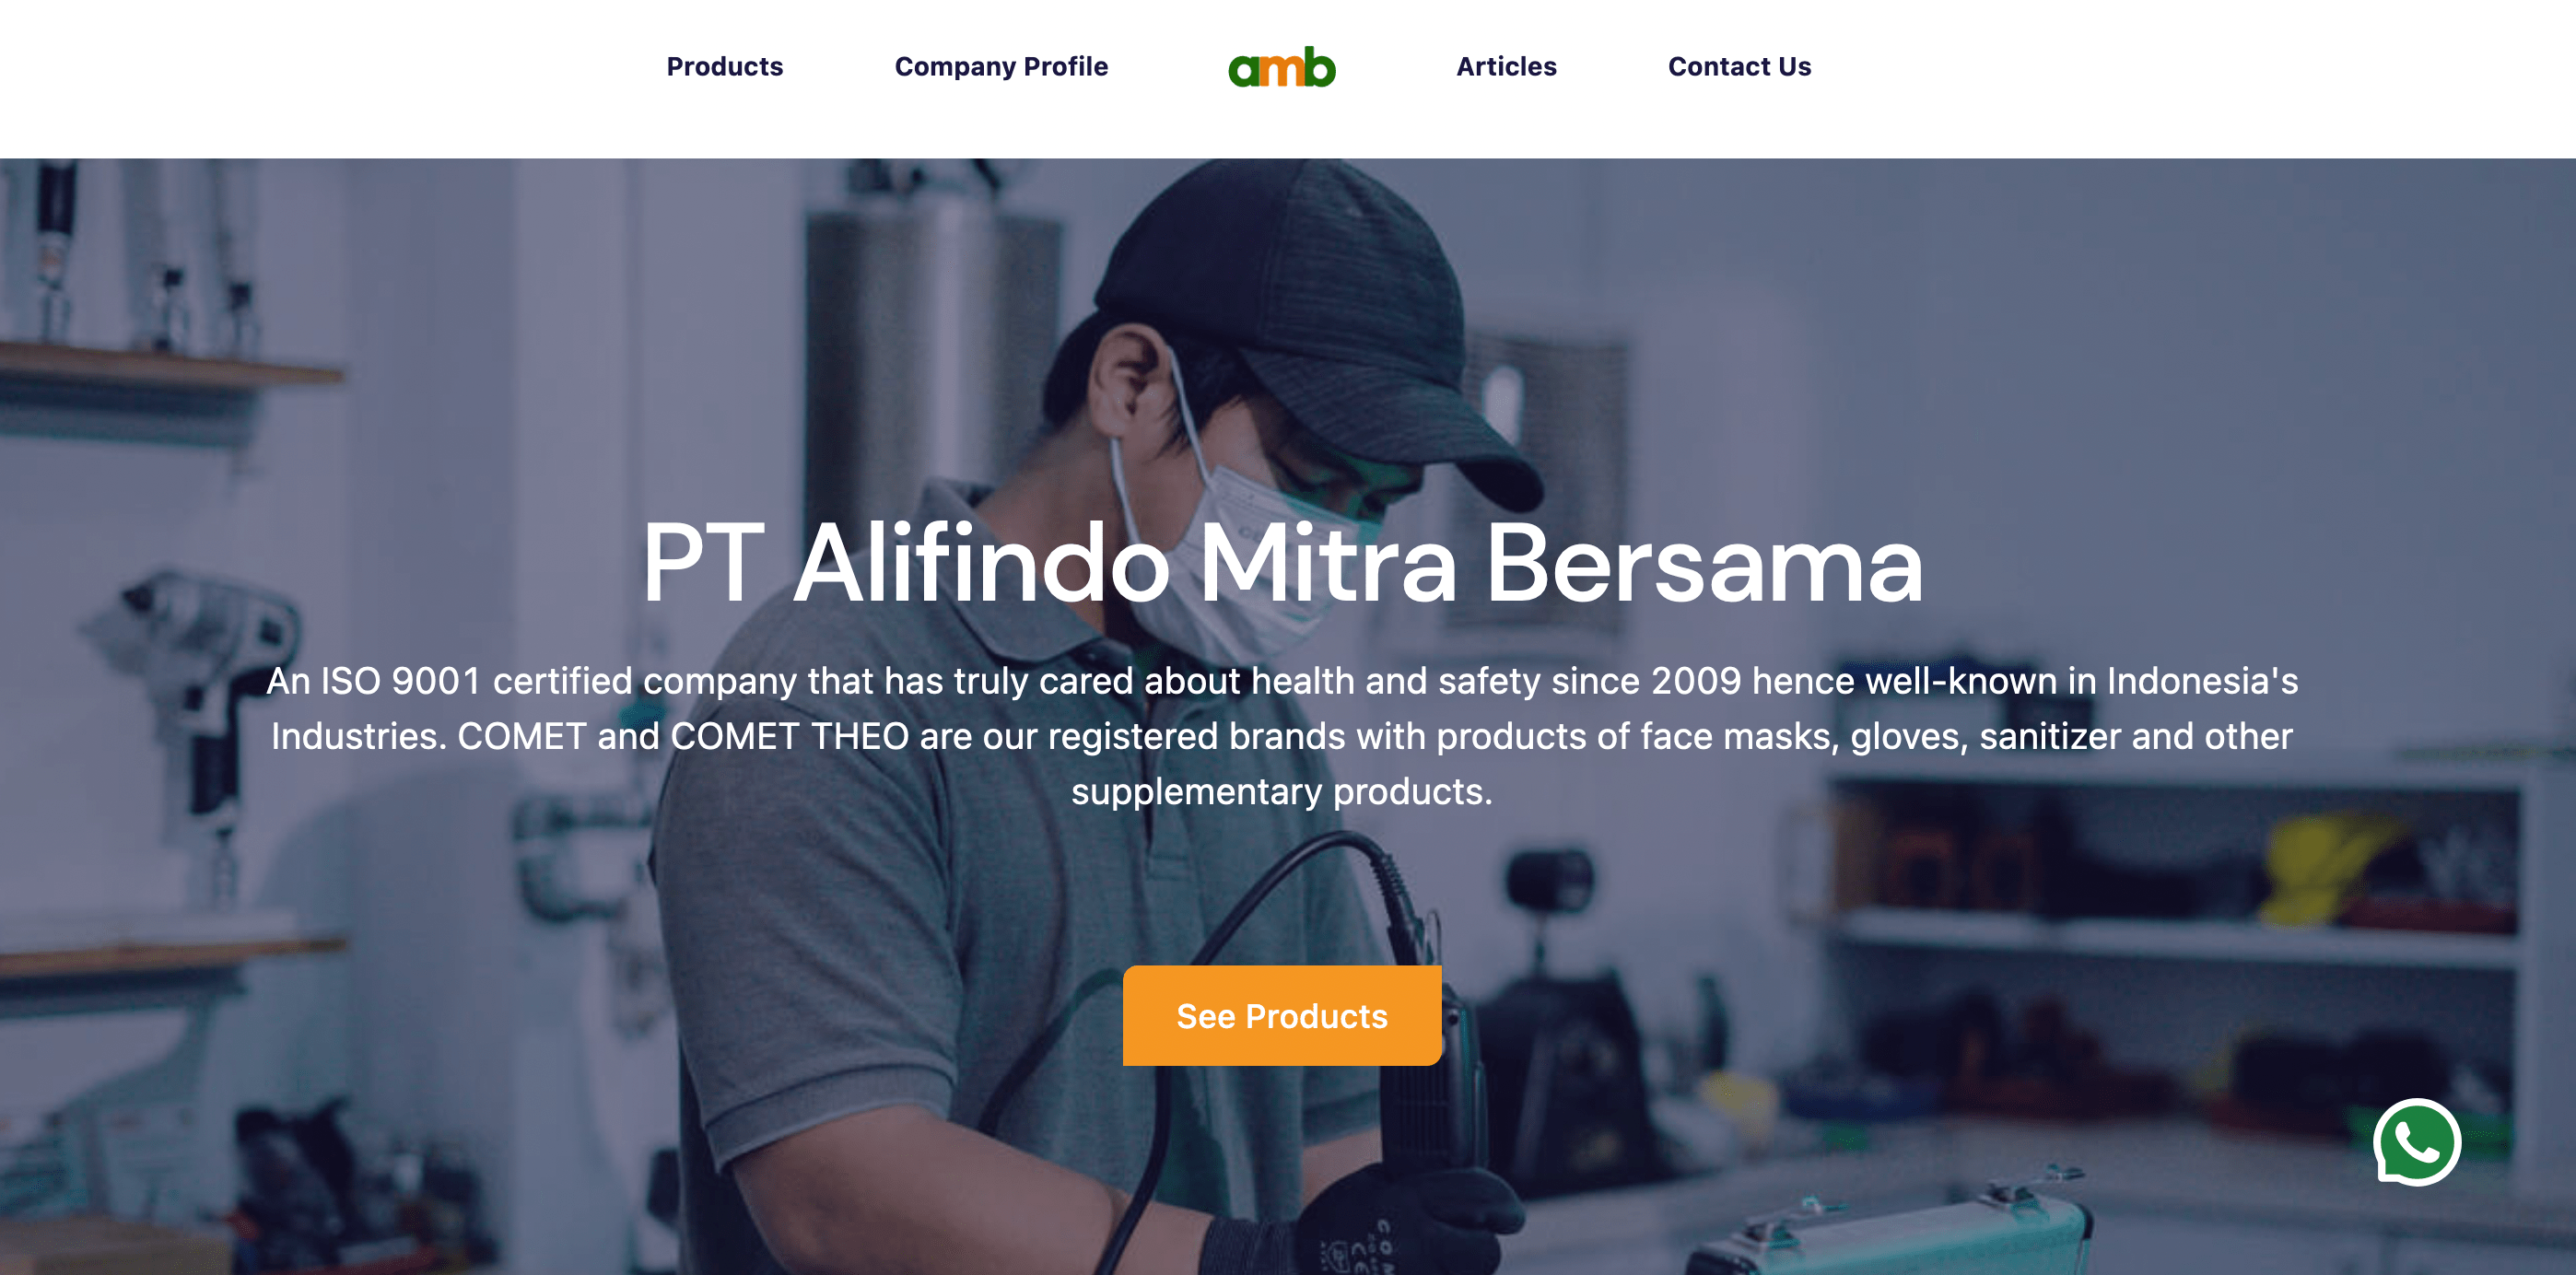 Products
Company Profile
amb
Articles
Contact Us
PT Alifindo Mitra Bersama
An ISO 9001 certified company that has truly cared about health and safety since 2009 hence well-known in Indonesia's
Industries. COMET and COMET THEO are our registered brands with products of face masks, gloves, sanitizer and other
supplementary products.
See Products